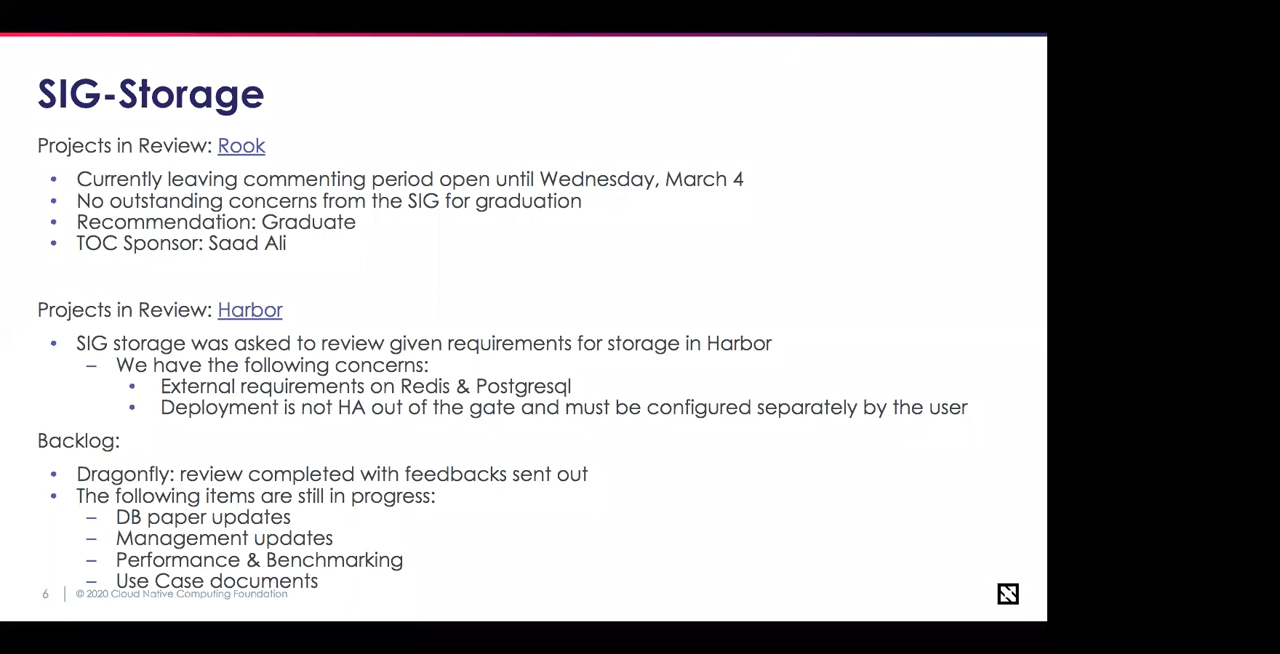 SIG-Storage
Projects in Review: Rook
• Currently leaving commenting period open until Wednesday, March 4
• No outstanding concerns from the SIG for graduation
• Recommendation: Graduate
• TOC Sponsor: Saad Ali
Projects in Review: Harbor
• SIG storage was asked to review given requirements for storage in Harbor
– We have the following concerns:
• External requirements on Redis & Postgresql
• Deployment is not HA out of the gate and must be configured separately by the user
Backlog:
• Dragonfly: review completed with feedbacks sent out
• The following items are still in progress:
– DB paper updates
– Management updates
– Performance & Benchmarking
– Use Case documents
6 | © 2020 Cloud Native Computing Foundation